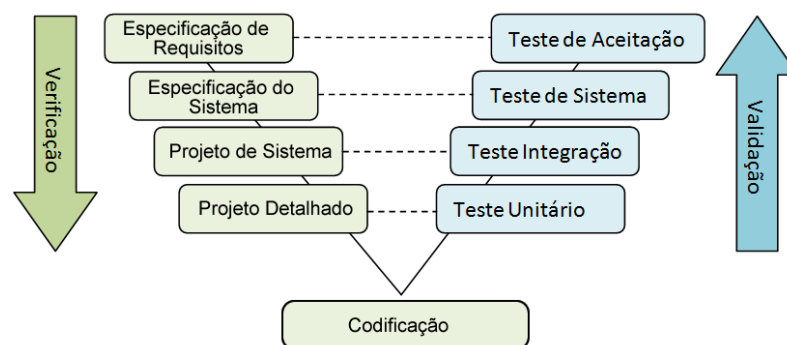 Verificação
Especificação de
Requisitos
Teste de Aceitação
Especificação do
Sistema
Teste de Sistema
Projeto de Sistema
Teste Integração
Projeto Detalhado
Teste Unitário
Codificação
Validação